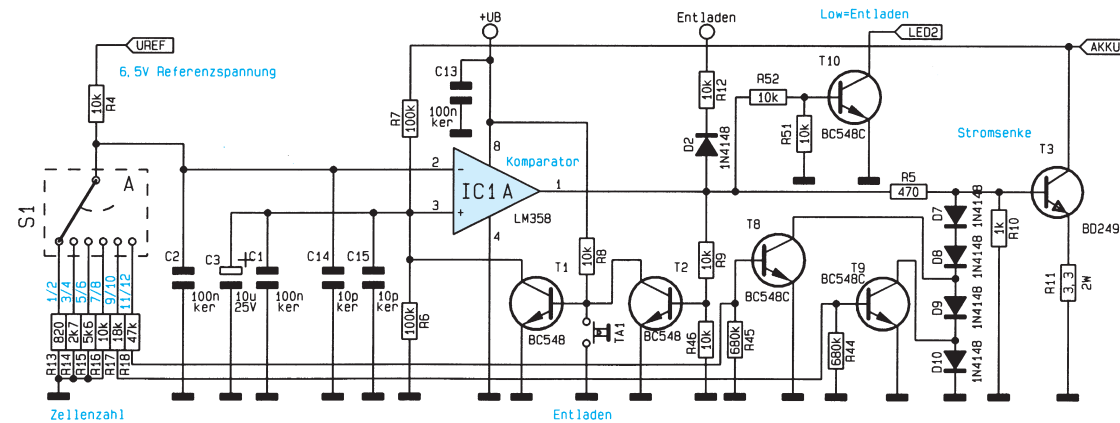 +UB
Entladen
Low=Entladen
UREF
LED2
AKKU
6,5V Referenzspannung
C13
T10
10k
R4
100k
R7
100n
ker
10k
R12
R52
10k
10k
R51
BC548C
Stromsenke
T3
D2
1N4148
A
S1
2
8
Komparator
IC1A
1
3
4
LM358
R5
470
D7
1N4148
D8
1N4148
D9
1N4148
D10
1N4148
1k
R10
BD249
C2
100n
ker
C3
+
10u
25V
C1
100n
ker
C14
10p
ker
C15
10p
ker
10k
R8
T1
BC548
T2
BC548
10k
R9
T8
BC548C
T9
BC548C
R11
3,3
2W
1/2
3/4
5/6
7/8
9/10
11/12
820
2k7
5k6
10k
18k
47k
R13
R14
R15
R16
R17
R18
100k
R6
TA1
R46
10k
680k
R45
680k
R44
Zellenzahl
Entladen